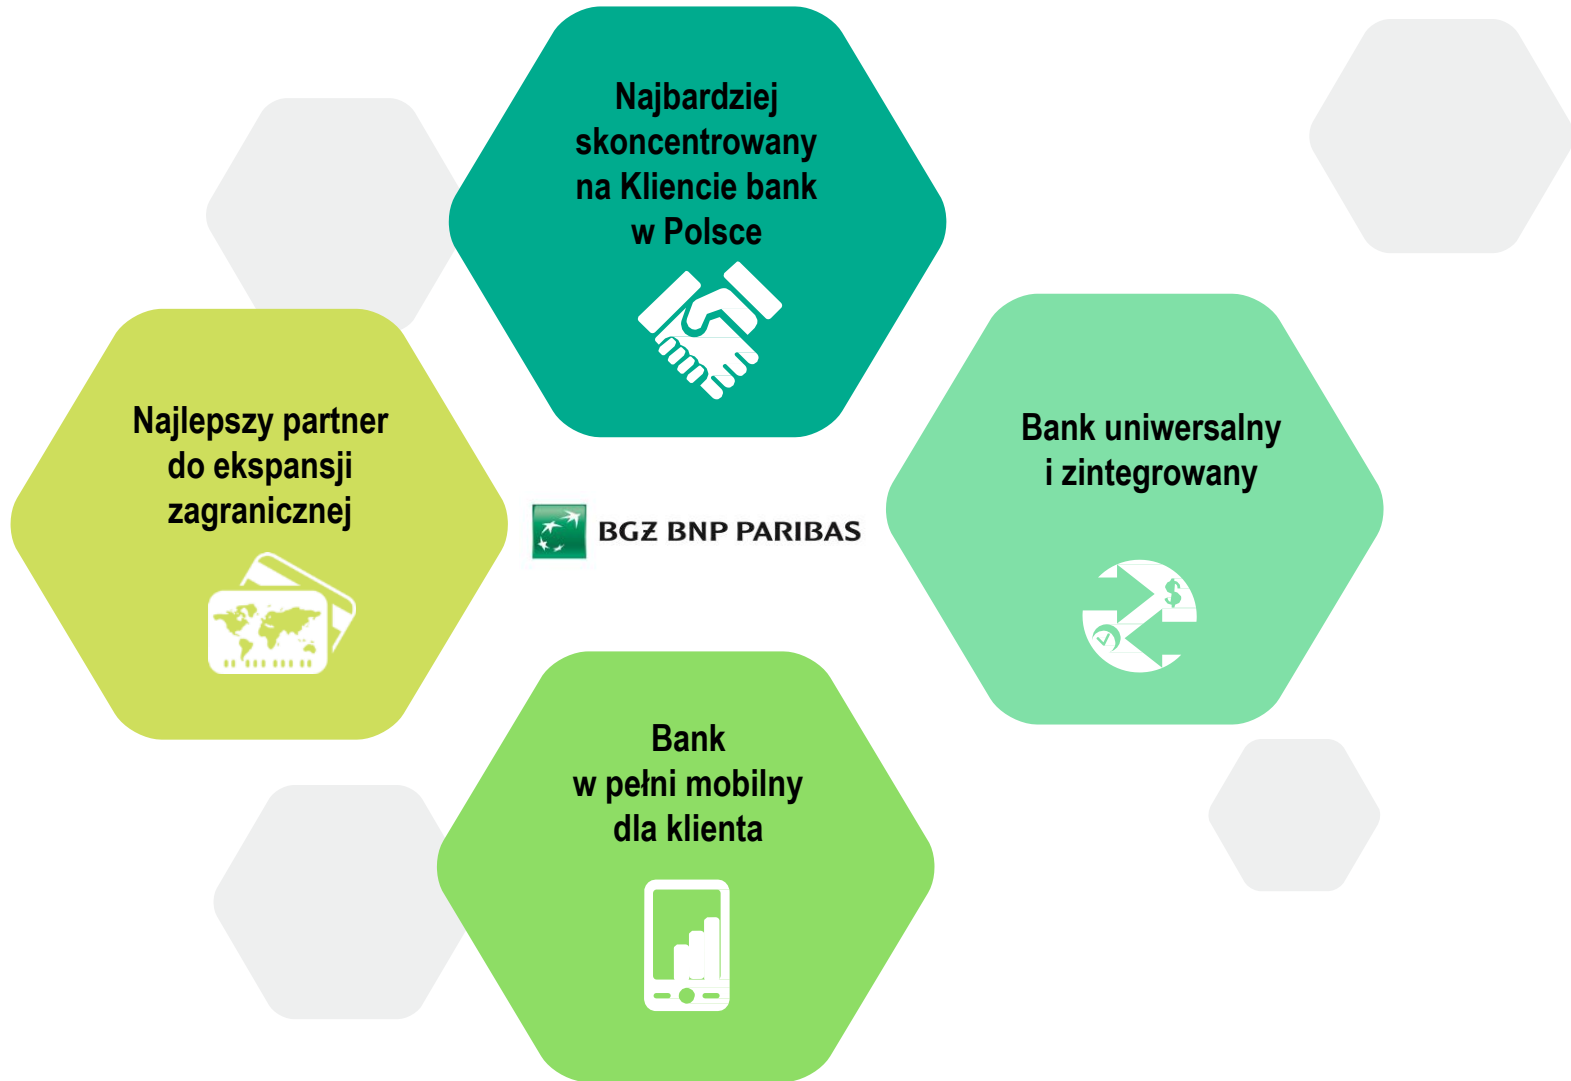 Najbardziej
skoncentrowany
na Kliencie bank
w Polsce
Najlepszy partner
do ekspansji
zagranicznej
BGŻ BNP PARIBAS
Bank uniwersalny
i zintegrowany
$
Bank
w pełni mobilny
dla klienta